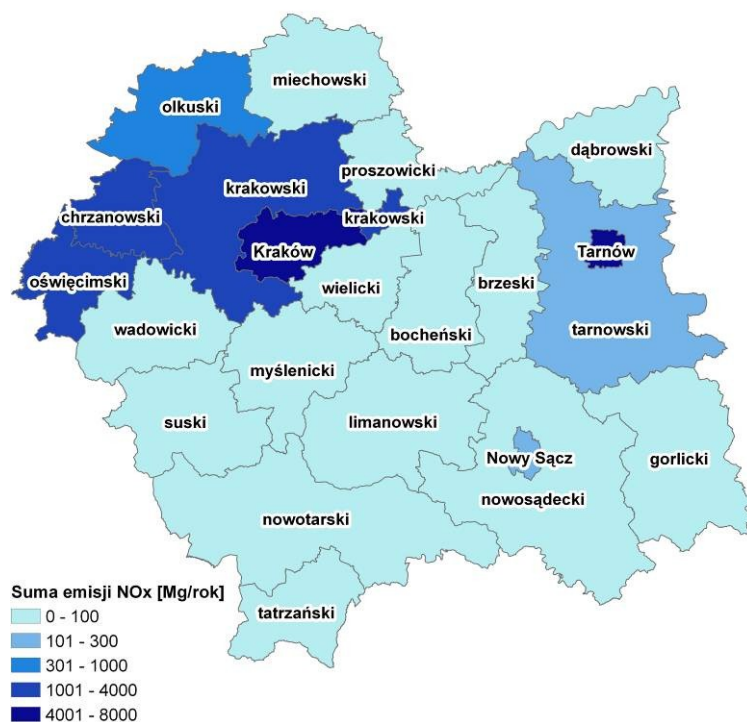 miechowski
olkuski
dąbrowski
proszowicki
krakowski
chrzanowski
krakowski
Kraków
Tarnów
oświęcimski
wielicki
brzeski
wadowicki
bocheński
tarnowski
myślenicki
suski
limanowski
Nowy Sącz
gorlicki
nowosądecki
nowotarski
tatrzański
Suma emisji NOx [Mg/rok]
0 - 100
101 - 300
301 - 1000
1001 - 4000
4001 - 8000